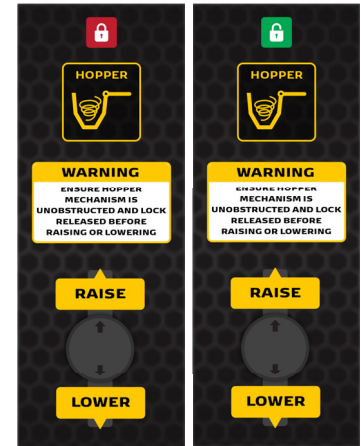 HOPPER
WARNING
ENSURE HOPPER
MECHANISM IS
UNOBSTRUCTED AND LOCK
RELEASED BEFORE
RAISING OR LOWERING
RAISE
LOWER
HOPPER
WARNING
ENSURE HOPPER
MECHANISM IS
UNOBSTRUCTED AND LOCK
RELEASED BEFORE
RAISING OR LOWERING
RAISE
LOWER